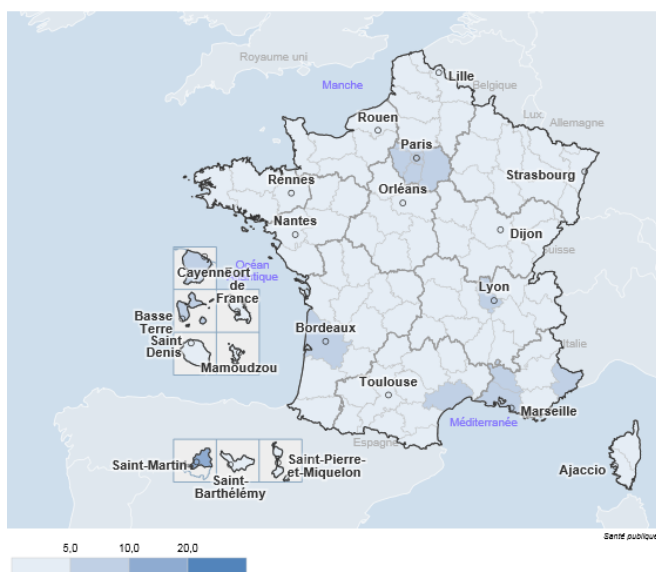 Royaume uni
Lille
Manche
Belgique
Rouen
Lux.
Allemagne
Paris
Strasbourg
Rennes
Orléans
Nantes
Dijon
Suisse
Océan
Cayenne
Fort
de
France
Lyon
Basse
Terre
Bordeaux
Saint
Denis
Italie
Mamoudzou
Toulouse
Marseille
Méditerranée
Espagne
Saint-Martin
Saint-
Barthélémy
Saint-Pierre-
et-Miquelon
Ajaccio
Santé publique
5,0 10,0 20,0